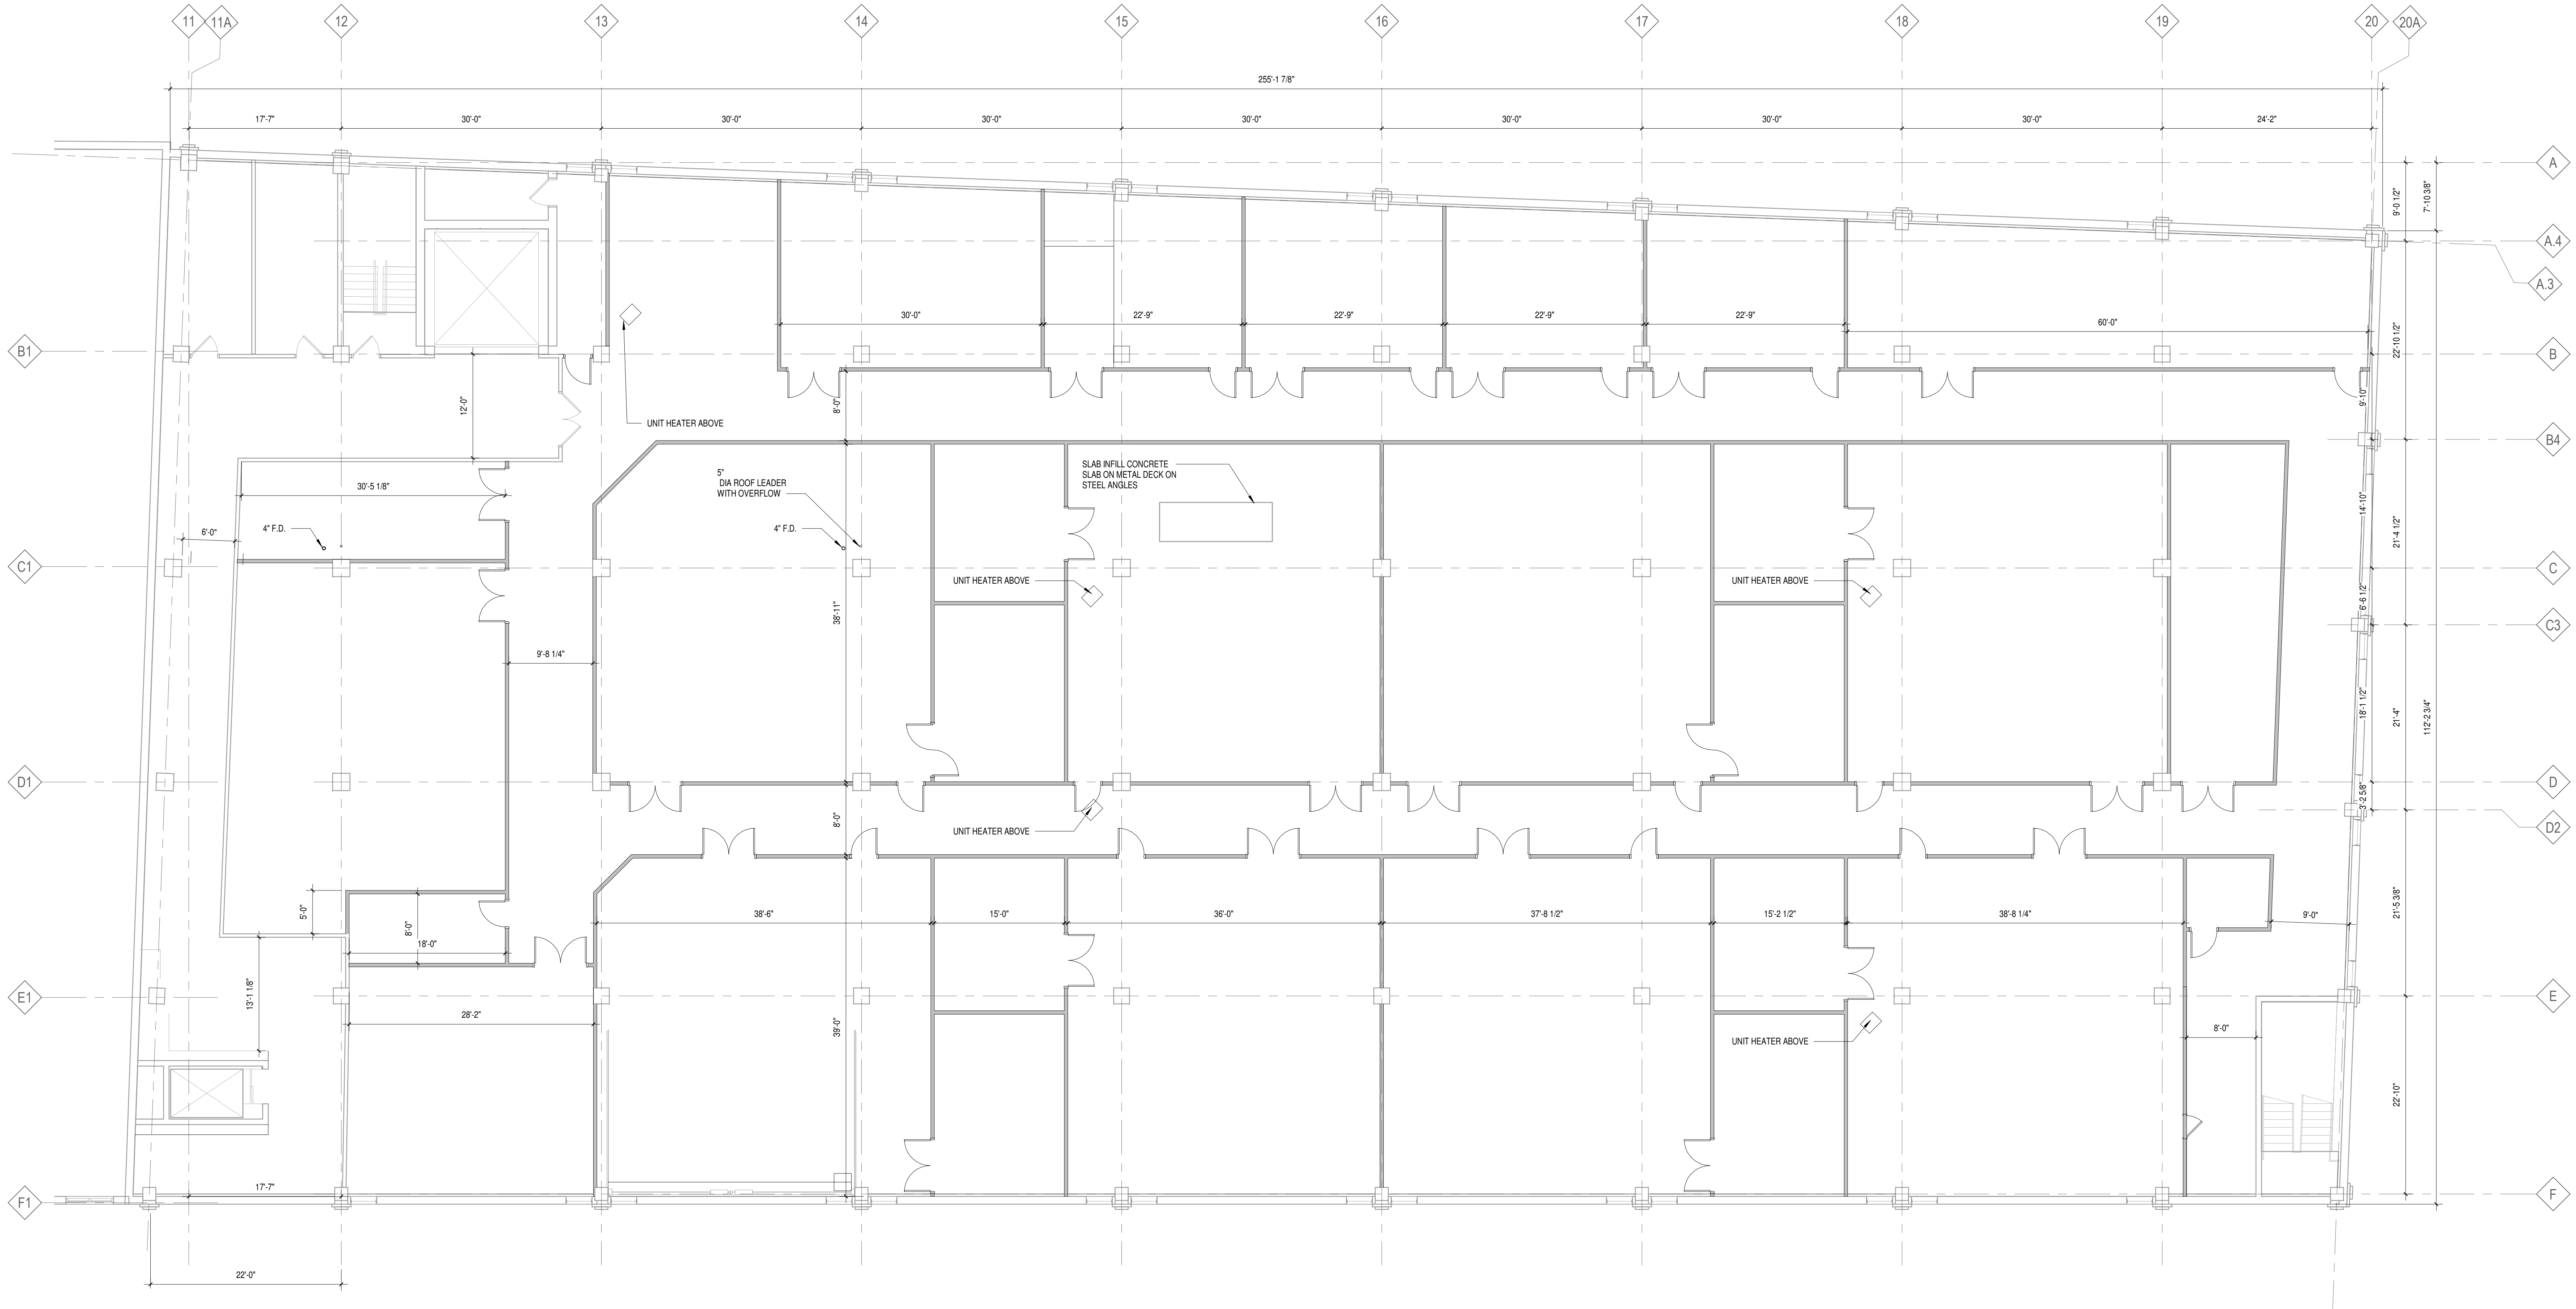 11 11A 12 13 14 15 16 17 18 19 20 20A
255'-1 7/8"
17'-7" 30'-0" 30'-0" 30'-0" 30'-0" 30'-0" 30'-0" 30'-0" 24'-2"
A
9'-0 1/2"
7'-10 3/8"
A.4
A.3
30'-0" 22'-9" 22'-9" 22'-9" 22'-9" 60'-0"
22'-10 1/2"
B1
B
12'-0"
8'-0"
9'-10"
UNIT HEATER ABOVE
B4
5"
DIA ROOF LEADER
WITH OVERFLOW
SLAB INFILL CONCRETE
SLAB ON METAL DECK ON
STEEL ANGLES
30'-5 1/8"
14'-10"
21'-4 1/2"
6'-0"
4" F.D.
4" F.D.
C1
C
UNIT HEATER ABOVE
UNIT HEATER ABOVE
38'-11"
6'-6 1/2"
C3
9'-8 1/4"
18'-1 1/2"
21'-4"
112'-2 3/4"
D1
D
3'-2 5/8"
8'-0"
UNIT HEATER ABOVE
D2
5'-0"
8'-0"
18'-0"
38'-6" 15'-0" 36'-0" 37'-8 1/2" 15'-2 1/2" 38'-8 1/4" 9'-0"
21'-5 3/8"
13'-1 1/8"
E1
E
28'-2"
39'-0"
UNIT HEATER ABOVE
8'-0"
22'-10"
17'-7"
F1
F
22'-0"